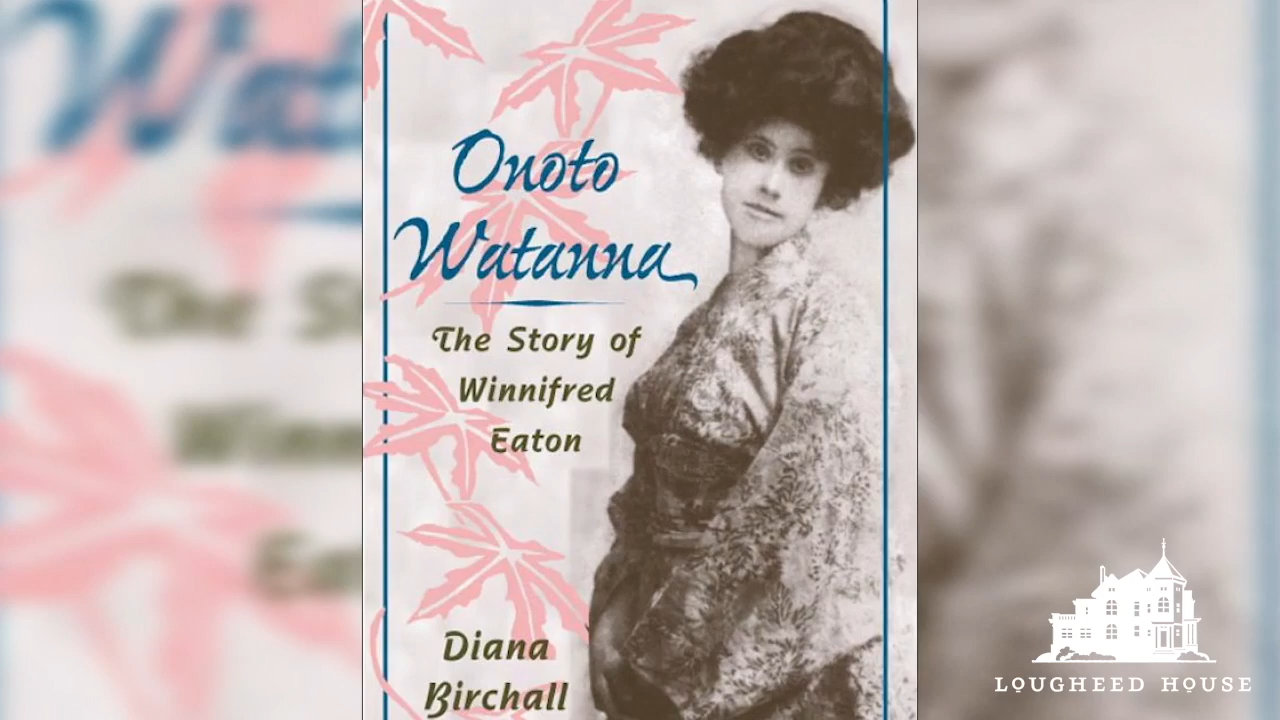 Onoto
Watanna
The Story of
Winnifred
Eaton
Diana
Birchall
LOUGHEED HOUSE